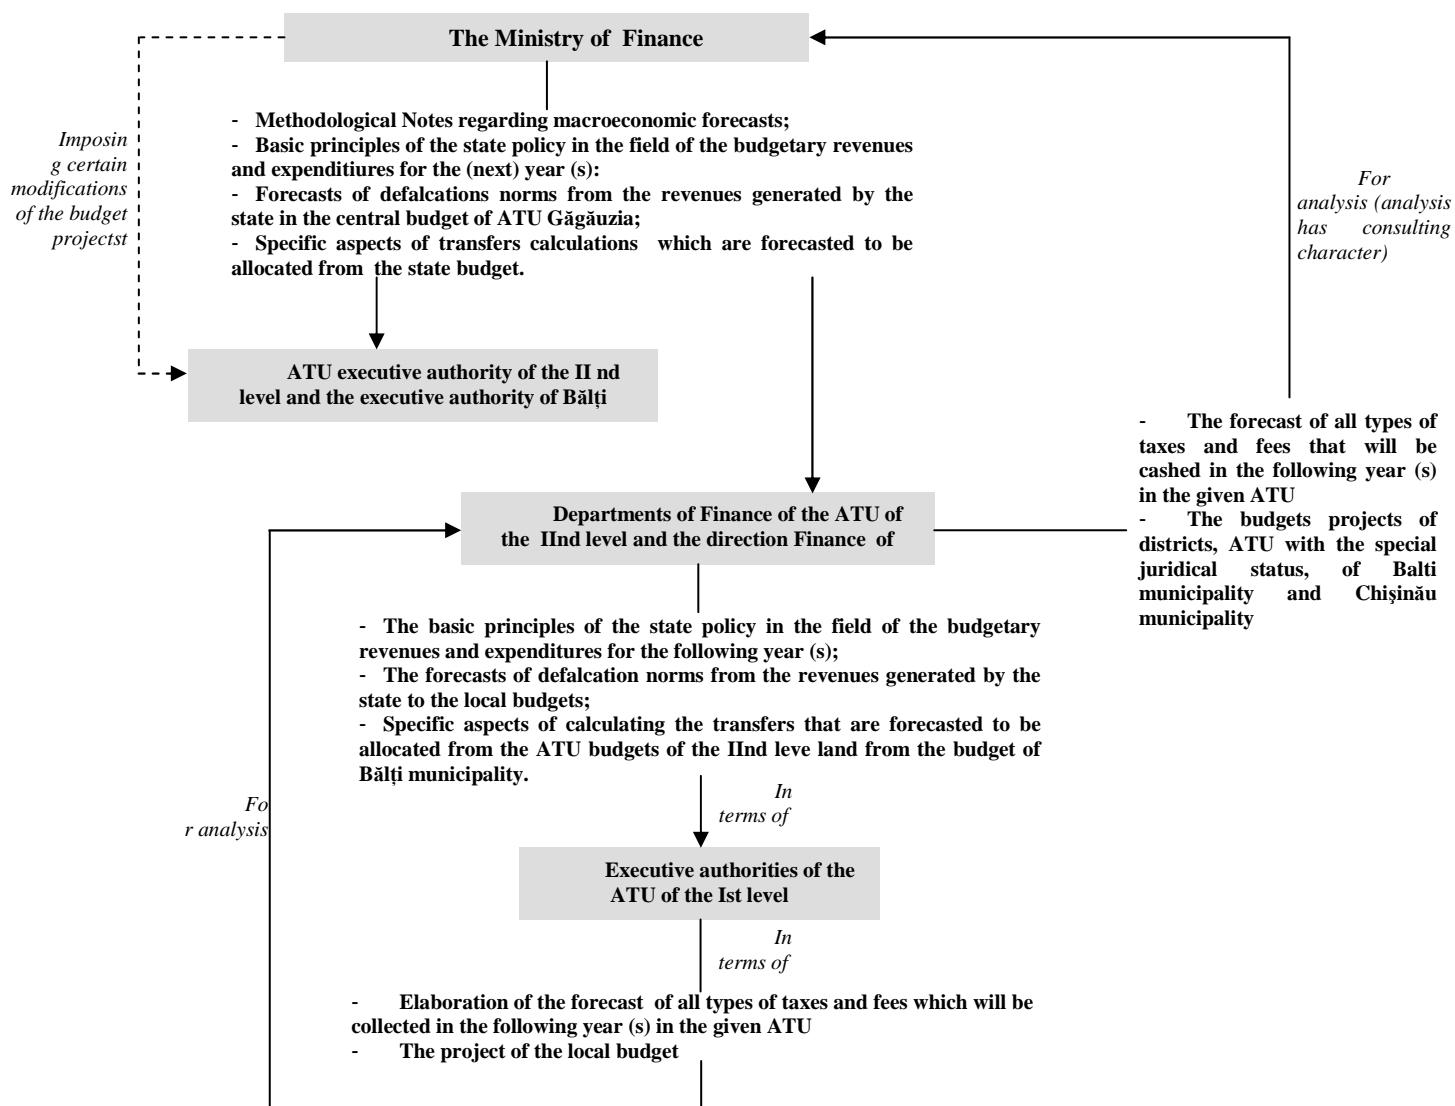 The Ministry of  Finance
Imposin
g certain
modifications
of the budget
projectst
-  Methodological Notes regarding macroeconomic forecasts;
-  Basic principles of the state policy in the field of the budgetary revenues
and expenditiures for the (next) year (s):
-  Forecasts of defalcations norms from the revenues generated by the
state in the central budget of ATU Găgăuzia;
-  Specific aspects of transfers calculations  which are forecasted to be
allocated from  the state budget.
For
analysis (analysis
has consulting
character)
ATU executive authority of the II nd
level and the executive authority of Bălți
- The forecast of all types of
taxes and fees that will be
cashed in the following year (s)
in the given ATU
- The budgets projects of
districts, ATU with the special
juridical status, of Balti
municipality and Chişinău
municipality
Departments of Finance of the ATU of
the IInd level and the direction Finance of
-  The basic principles of the state policy in the field of the budgetary
revenues and expenditures for the following year (s);
-  The forecasts of defalcation norms from the revenues generated by the
state to the local budgets;
-  Specific aspects of calculating the transfers that are forecasted to be
allocated from the ATU budgets of the IInd leve land from the budget of
Bălți municipality.
Fo
r analysis
In
terms of
Executive authorities of the
ATU of the Ist level
In
terms of
- Elaboration of the forecast  of all types of taxes and fees which will be
collected in the following year (s) in the given ATU
- The project of the local budget